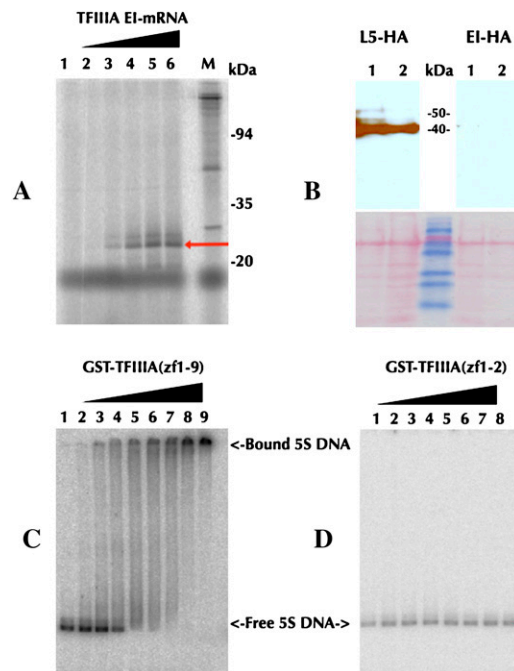 TFIIIA EI-mRNA
1 2 3 4 5 6 M kDa
-94
-35
-20
A
L5-HA EI-HA
1 2 kDa 1 2
-50-
-40-
B
GST-TFIIIA(zf1-9)
1 2 3 4 5 6 7 8 9
<-Bound 5S DNA
C
<-Free 5S DNA->
GST-TFIIIA(zf1-2)
1 2 3 4 5 6 7 8
D